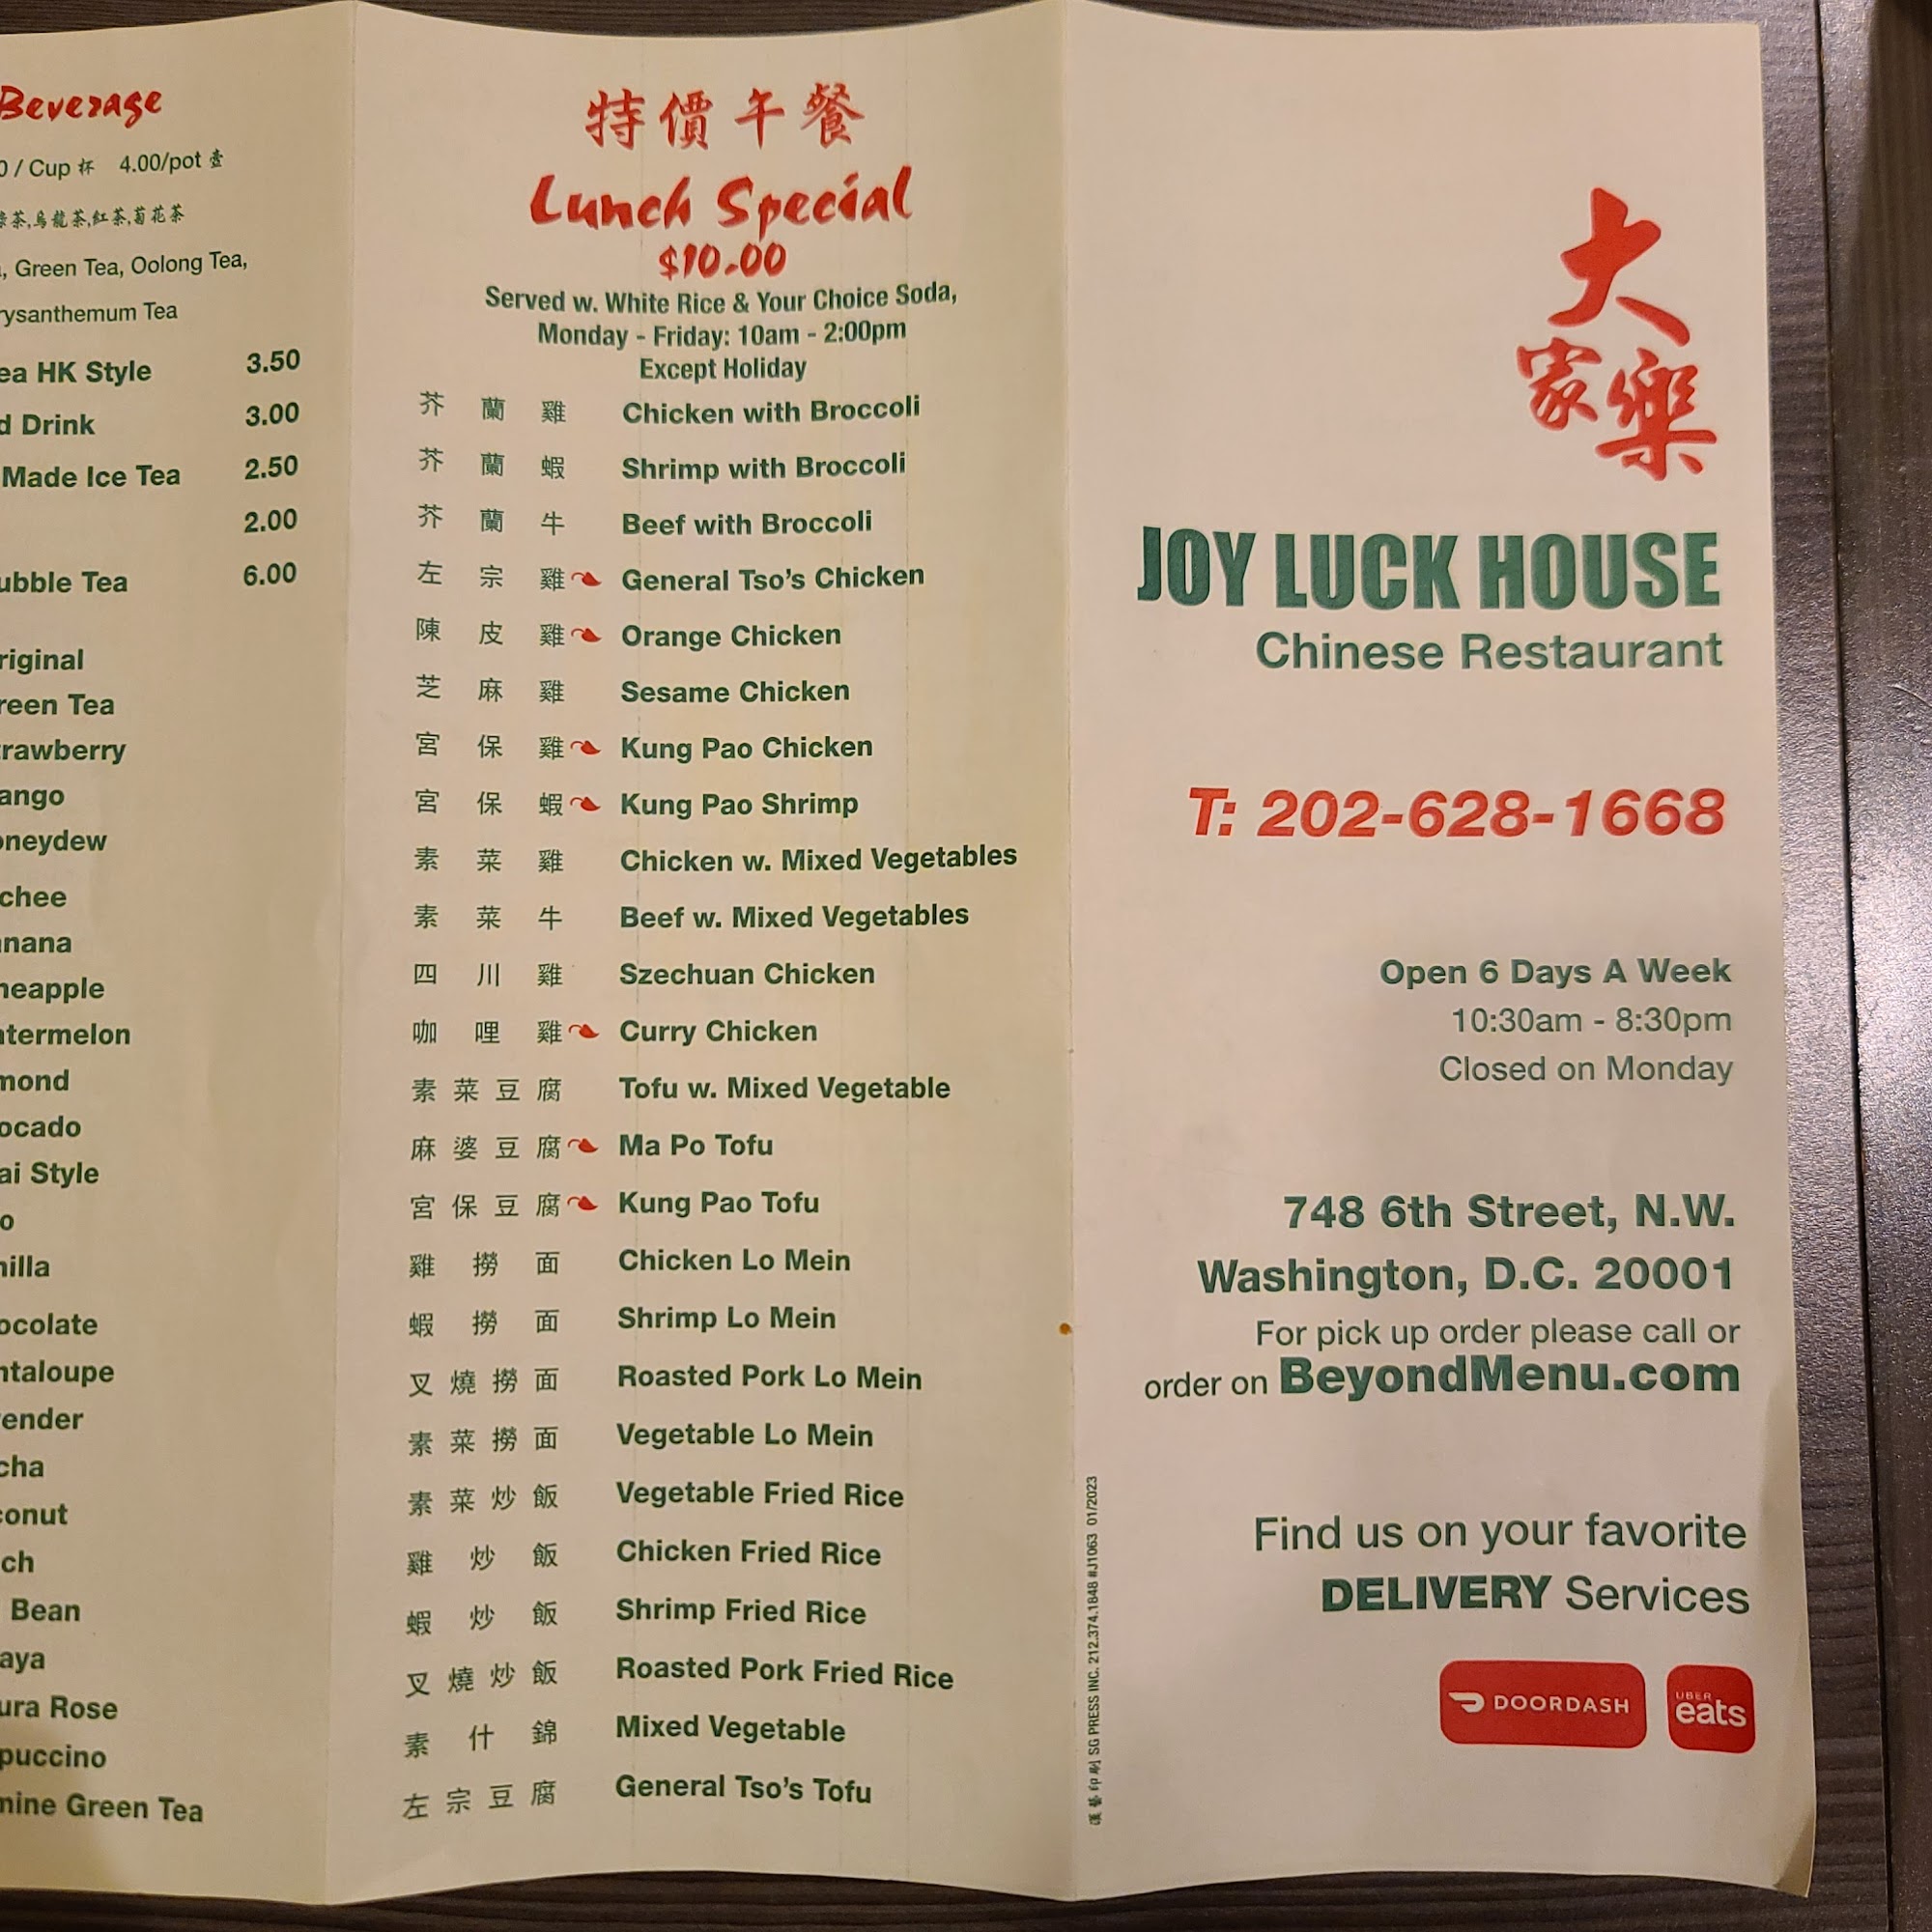 Beverage
/ Cup 杯 4.00/pot 壺
茶,烏龍茶,紅茶,菊花茶
, Green Tea, Oolong Tea,
rysanthemum Tea
ea HK Style 3.50
d Drink 3.00
Made Ice Tea 2.50
2.00
ubble Tea 6.00
riginal
reen Tea
trawberry
ango
oneydew
chee
anana
neapple
atermelon
mond
ocado
ai Style
o
nilla
ocolate
ntaloupe
ender
cha
conut
ch
Bean
aya
ura Rose
puccino
mine Green Tea
特價午餐
Lunch Special
$10.00
Served w. White Rice & Your Choice Soda,
Monday - Friday: 10am - 2:00pm
Except Holiday
芥蘭雞 Chicken with Broccoli
芥蘭蝦 Shrimp with Broccoli
芥蘭牛 Beef with Broccoli
左宗雞 General Tso's Chicken
陳皮雞 Orange Chicken
芝麻雞 Sesame Chicken
宮保雞 Kung Pao Chicken
宮保蝦 Kung Pao Shrimp
素菜雞 Chicken w. Mixed Vegetables
素菜牛 Beef w. Mixed Vegetables
四川雞 Szechuan Chicken
咖哩雞 Curry Chicken
素菜豆腐 Tofu w. Mixed Vegetable
麻婆豆腐 Ma Po Tofu
宮保豆腐 Kung Pao Tofu
雞撈面 Chicken Lo Mein
蝦撈面 Shrimp Lo Mein
叉燒撈面 Roasted Pork Lo Mein
素菜撈面 Vegetable Lo Mein
素菜炒飯 Vegetable Fried Rice
雞炒飯 Chicken Fried Rice
蝦炒飯 Shrimp Fried Rice
叉燒炒飯 Roasted Pork Fried Rice
素什錦 Mixed Vegetable
左宗豆腐 General Tso's Tofu
漢藝印刷 SG PRESS INC. 212.374.1848 #J1063 01/2023
大
家樂
JOY LUCK HOUSE
Chinese Restaurant
T: 202-628-1668
Open 6 Days A Week
10:30am - 8:30pm
Closed on Monday
748 6th Street, N.W.
Washington, D.C. 20001
For pick up order please call or
order on BeyondMenu.com
Find us on your favorite
DELIVERY Services
DOORDASH
UBER
eats